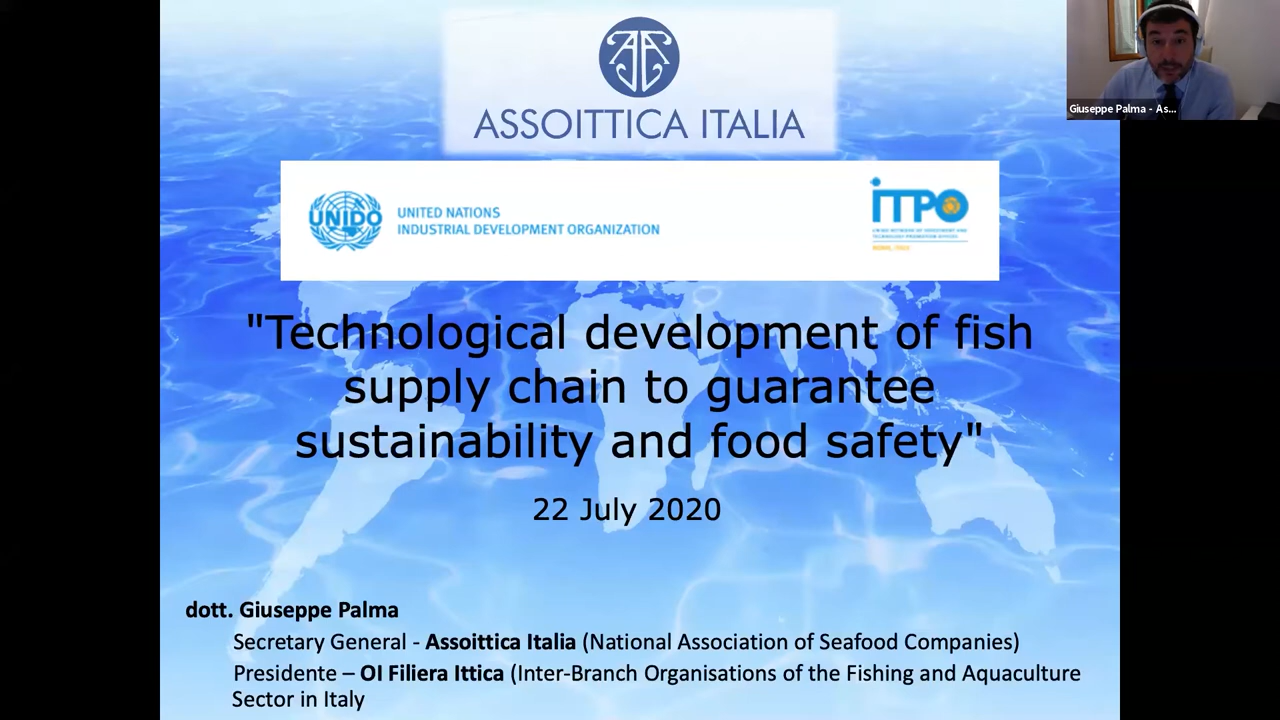 ASSOITTICA ITALIA
Giuseppe Palma - As...
UNIDO
UNITED NATIONS
INDUSTRIAL DEVELOPMENT ORGANIZATION
iTPO
"Technological development of fish
supply chain to guarantee
sustainability and food safety"
22 July 2020
dott. Giuseppe Palma
Secretary General - Assoittica Italia (National Association of Seafood Companies)
Presidente – OI Filiera Ittica (Inter-Branch Organisations of the Fishing and Aquaculture
Sector in Italy